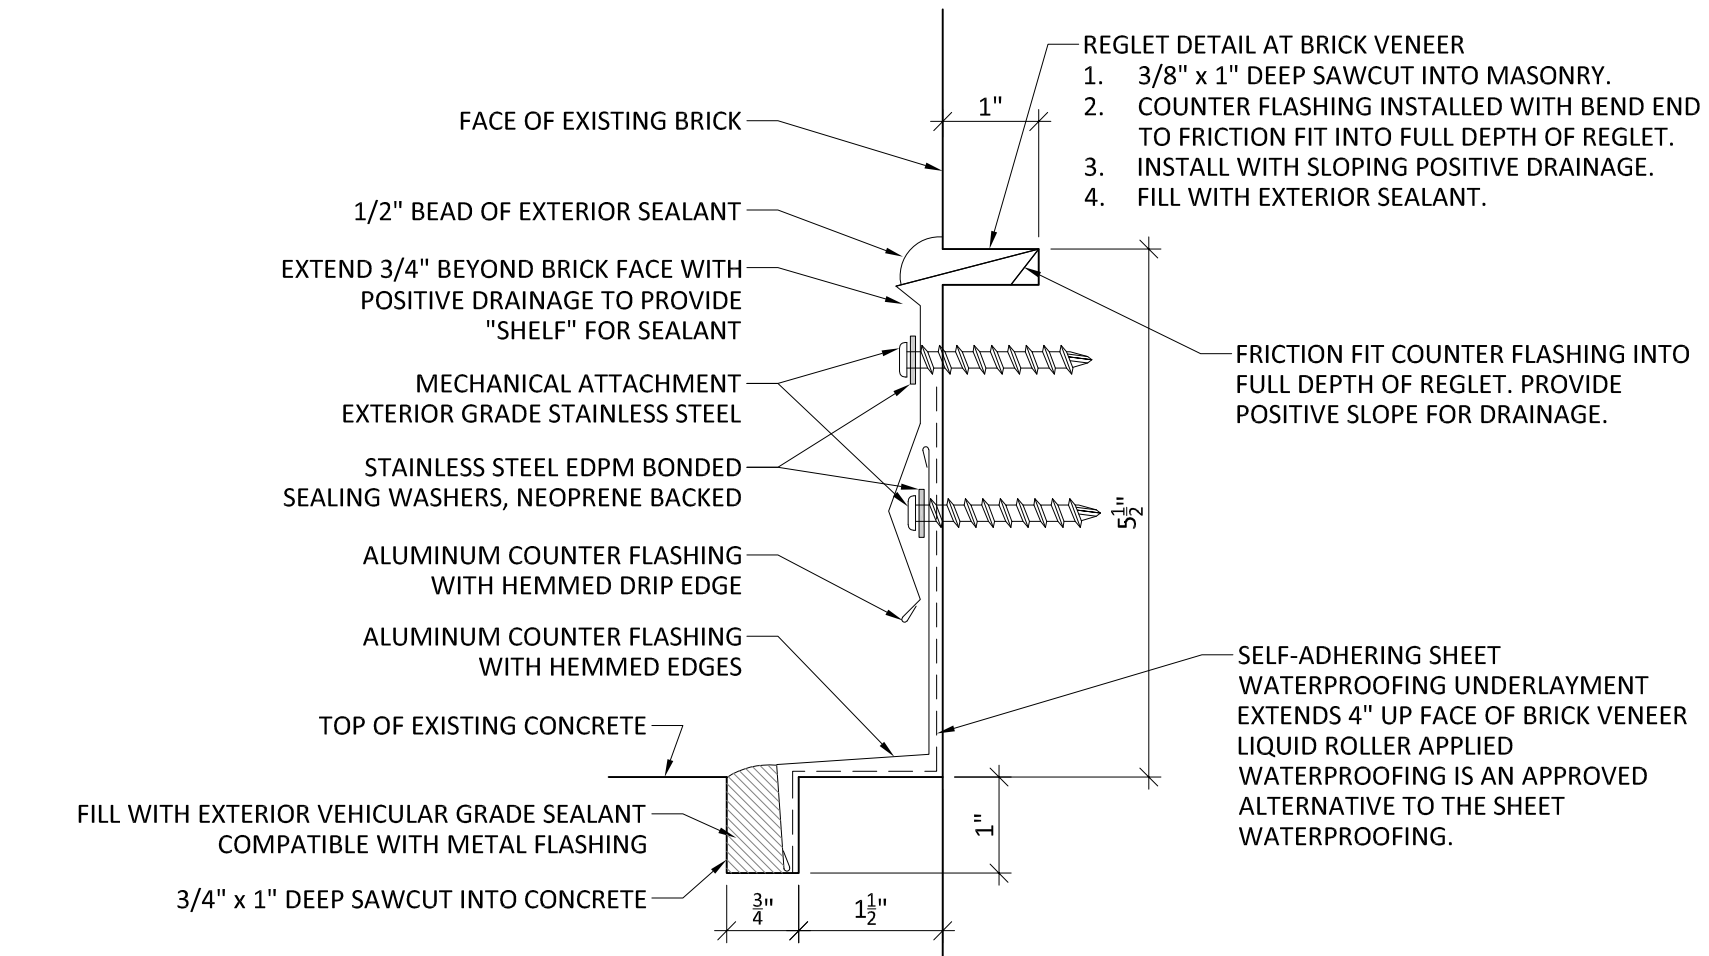 REGLET DETAIL AT BRICK VENEER
1. 3/8" x 1" DEEP SAWCUT INTO MASONRY.
2. COUNTER FLASHING INSTALLED WITH BEND END
TO FRICTION FIT INTO FULL DEPTH OF REGLET.
3. INSTALL WITH SLOPING POSITIVE DRAINAGE.
4. FILL WITH EXTERIOR SEALANT.
1"
FACE OF EXISTING BRICK
1/2" BEAD OF EXTERIOR SEALANT
EXTEND 3/4" BEYOND BRICK FACE WITH
POSITIVE DRAINAGE TO PROVIDE
"SHELF" FOR SEALANT
MECHANICAL ATTACHMENT
EXTERIOR GRADE STAINLESS STEEL
STAINLESS STEEL EDPM BONDED
SEALING WASHERS, NEOPRENE BACKED
ALUMINUM COUNTER FLASHING
WITH HEMMED DRIP EDGE
ALUMINUM COUNTER FLASHING
WITH HEMMED EDGES
TOP OF EXISTING CONCRETE
FILL WITH EXTERIOR VEHICULAR GRADE SEALANT
COMPATIBLE WITH METAL FLASHING
3/4" x 1" DEEP SAWCUT INTO CONCRETE
3/4"
1 1/2"
1"
5 1/2"
FRICTION FIT COUNTER FLASHING INTO
FULL DEPTH OF REGLET. PROVIDE
POSITIVE SLOPE FOR DRAINAGE.
SELF-ADHERING SHEET
WATERPROOFING UNDERLAYMENT
EXTENDS 4" UP FACE OF BRICK VENEER
LIQUID ROLLER APPLIED
WATERPROOFING IS AN APPROVED
ALTERNATIVE TO THE SHEET
WATERPROOFING.